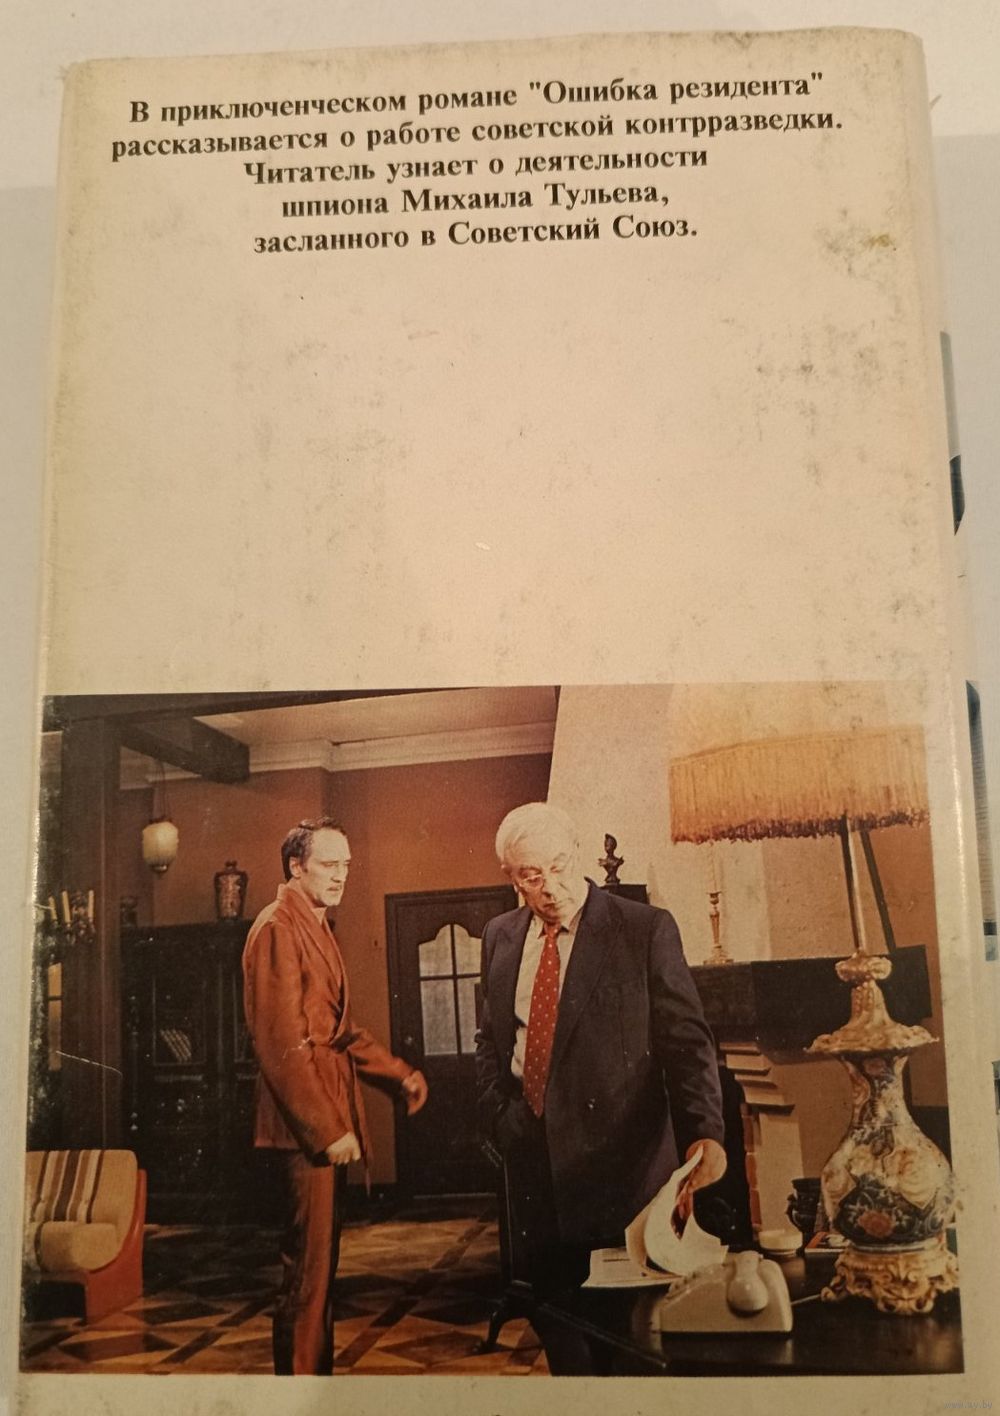 В приключенческом романе "Ошибка резидента"
рассказывается о работе советской контрразведки.
Читатель узнает о деятельности
шпиона Михаила Тульева,
засланного в Советский Союз.